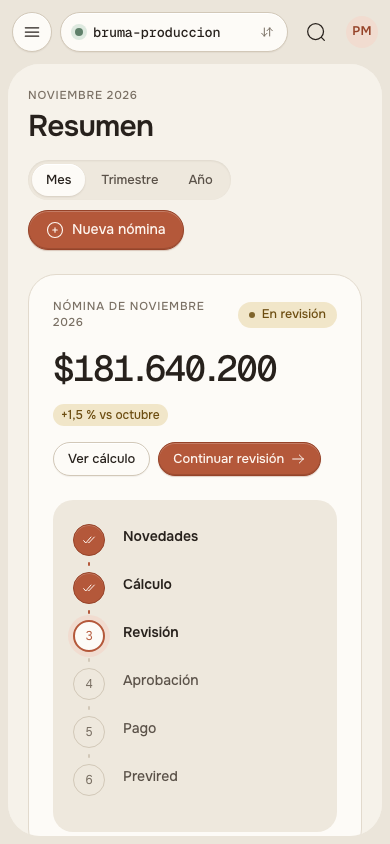 bruma-produccion
PM
NOVIEMBRE 2026
Resumen
Mes Trimestre Año
Nueva nómina
NÓMINA DE NOVIEMBRE
2026
En revisión
$181.640.200
+1,5 % vs octubre
Ver cálculo
Continuar revisión →
Novedades
Cálculo
3 Revisión
4 Aprobación
5 Pago
6 Previred